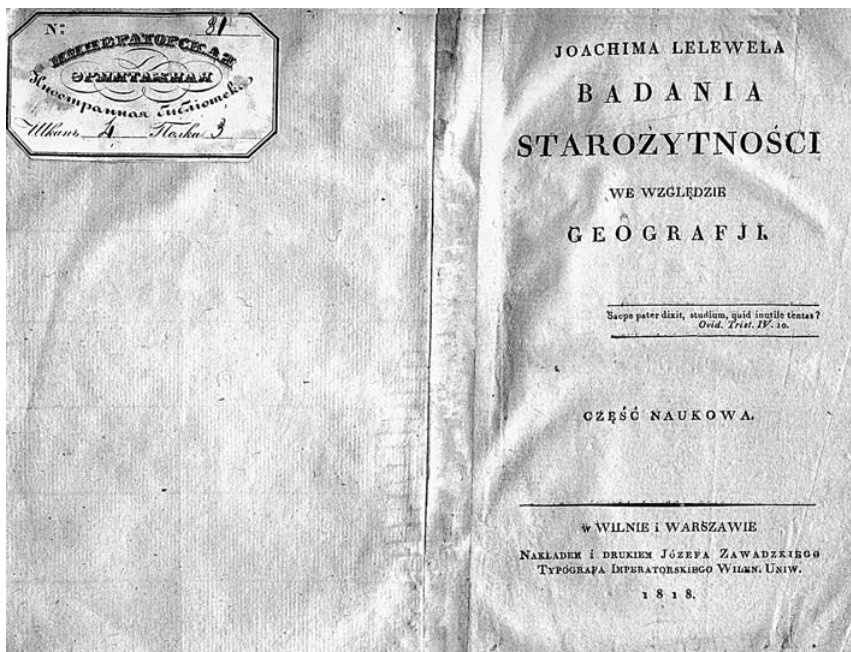 №: 81
ИМПЕРАТОРСКАЯ
ЭРМИТАЖНАЯ
Иностранная библіотека
Шкапъ 4 Полка 3
JOACHIMA LELEWELA
BADANIA
STAROŻYTNOŚCI
WE WZGLĘDZIE
GEOGRAFJI.
Saepe pater dixit, studium, quid inutile tentas?
Ovid. Trist. IV. 10.
CZĘŚĆ NAUKOWA.
w WILNIE i WARSZAWIE
NAKŁADEM I DRUKIEM JÓZEFA ZAWADZKIEGO
TYPOGRAFA IMPERATORSKIEGO WILEN. UNIW.
1818.